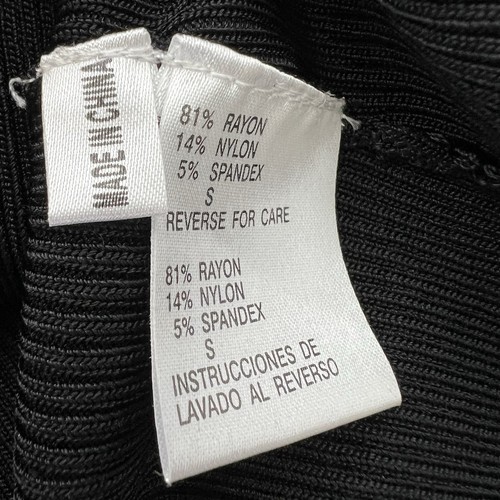 MADE IN CHINA
81% RAYON
14% NYLON
5% SPANDEX
S
REVERSE FOR CARE
81% RAYON
14% NYLON
5% SPANDEX
S
INSTRUCCIONES DE
LAVADO AL REVERSO